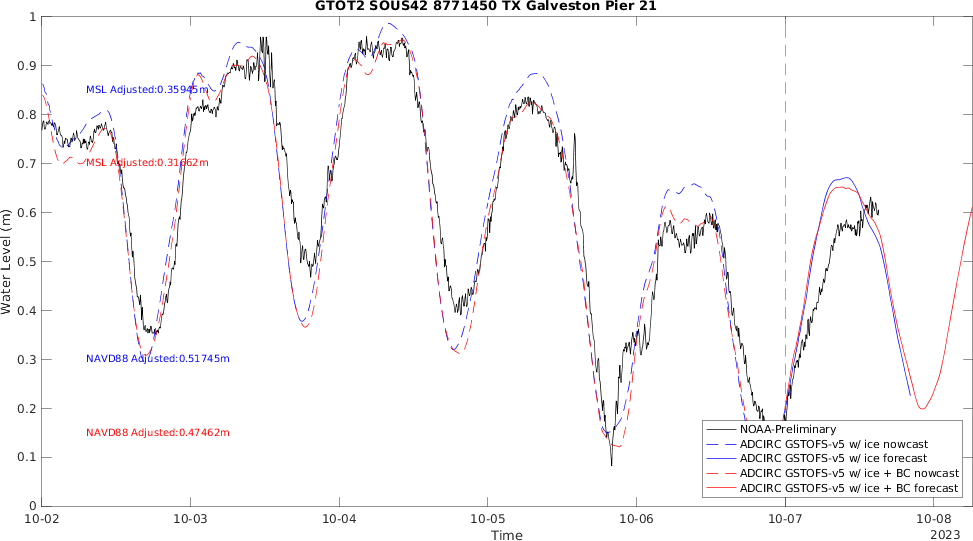 GTOT2 SOUS42 8771450 TX Galveston Pier 21
1
0.9
0.8
0.7
0.6
0.5
0.4
0.3
0.2
0.1
0
Water Level (m)
MSL Adjusted:0.35945m
MSL Adjusted:0.31662m
NAVD88 Adjusted:0.51745m
NAVD88 Adjusted:0.47462m
NOAA-Preliminary
ADCIRC GSTOFS-v5 w/ ice nowcast
ADCIRC GSTOFS-v5 w/ ice forecast
ADCIRC GSTOFS-v5 w/ ice + BC nowcast
ADCIRC GSTOFS-v5 w/ ice + BC forecast
10-02 10-03 10-04 10-05 10-06 10-07 10-08
Time 2023